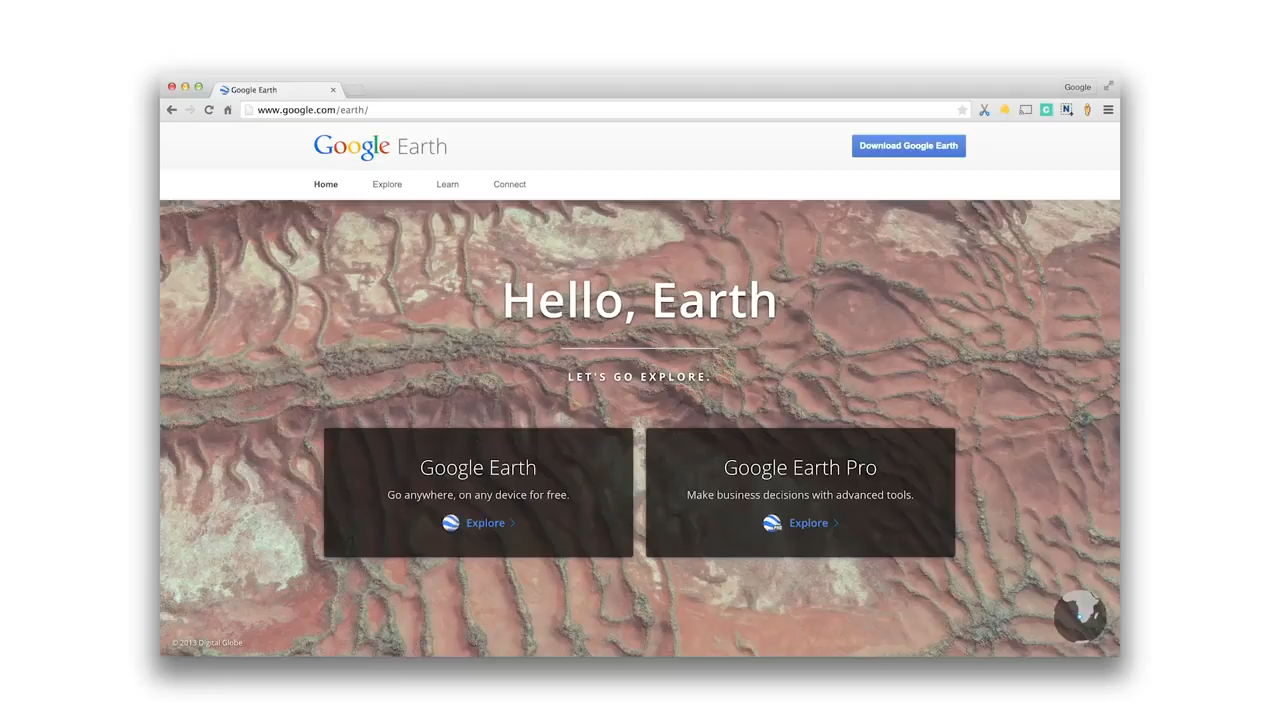 Google Earth
Google
www.google.com/earth/
Google Earth
Download Google Earth
Home
Explore
Learn
Connect
Hello, Earth
LET'S GO EXPLORE.
Google Earth
Go anywhere, on any device for free.
Explore
Google Earth Pro
Make business decisions with advanced tools.
PRO
Explore
© 2013 Digital Globe